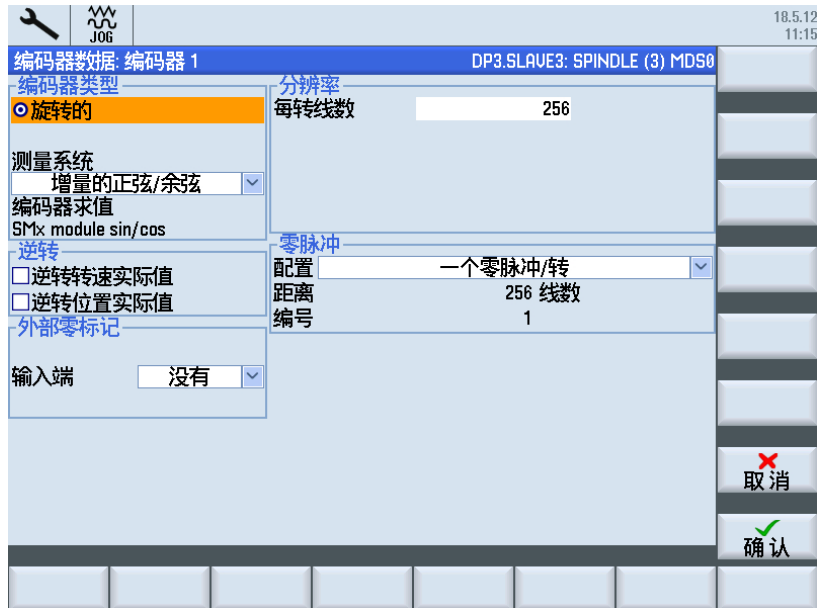 JOG
18.5.12
11:15
编码器数据: 编码器 1
DP3.SLAVE3: SPINDLE (3) MDS0
编码器类型
旋转的
测量系统
增量的正弦/余弦
编码器求值
SMx module sin/cos
分辨率
每转线数 256
逆转
逆转转速实际值
逆转位置实际值
零脉冲
配置 一个零脉冲/转
距离 256 线数
编号 1
外部零标记
输入端 没有
取消
确认